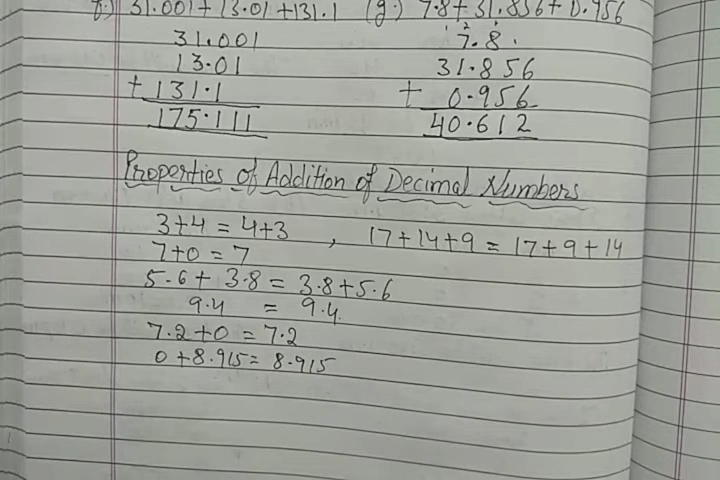 f.) 31.001 + 13.01 + 131.1 (g.) 7.8 + 31.856 + 0.956
31.001
13.01
+ 131.1
175.111
1 2 1
7.8
31.856
+ 0.956
40.612
Properties of Addition of Decimal Numbers
3+4 = 4+3 , 17+14+9 = 17+9+14
7+0 = 7
5.6 + 3.8 = 3.8+5.6
9.4 = 9.4
7.2+0 = 7.2
0+8.915 = 8.915